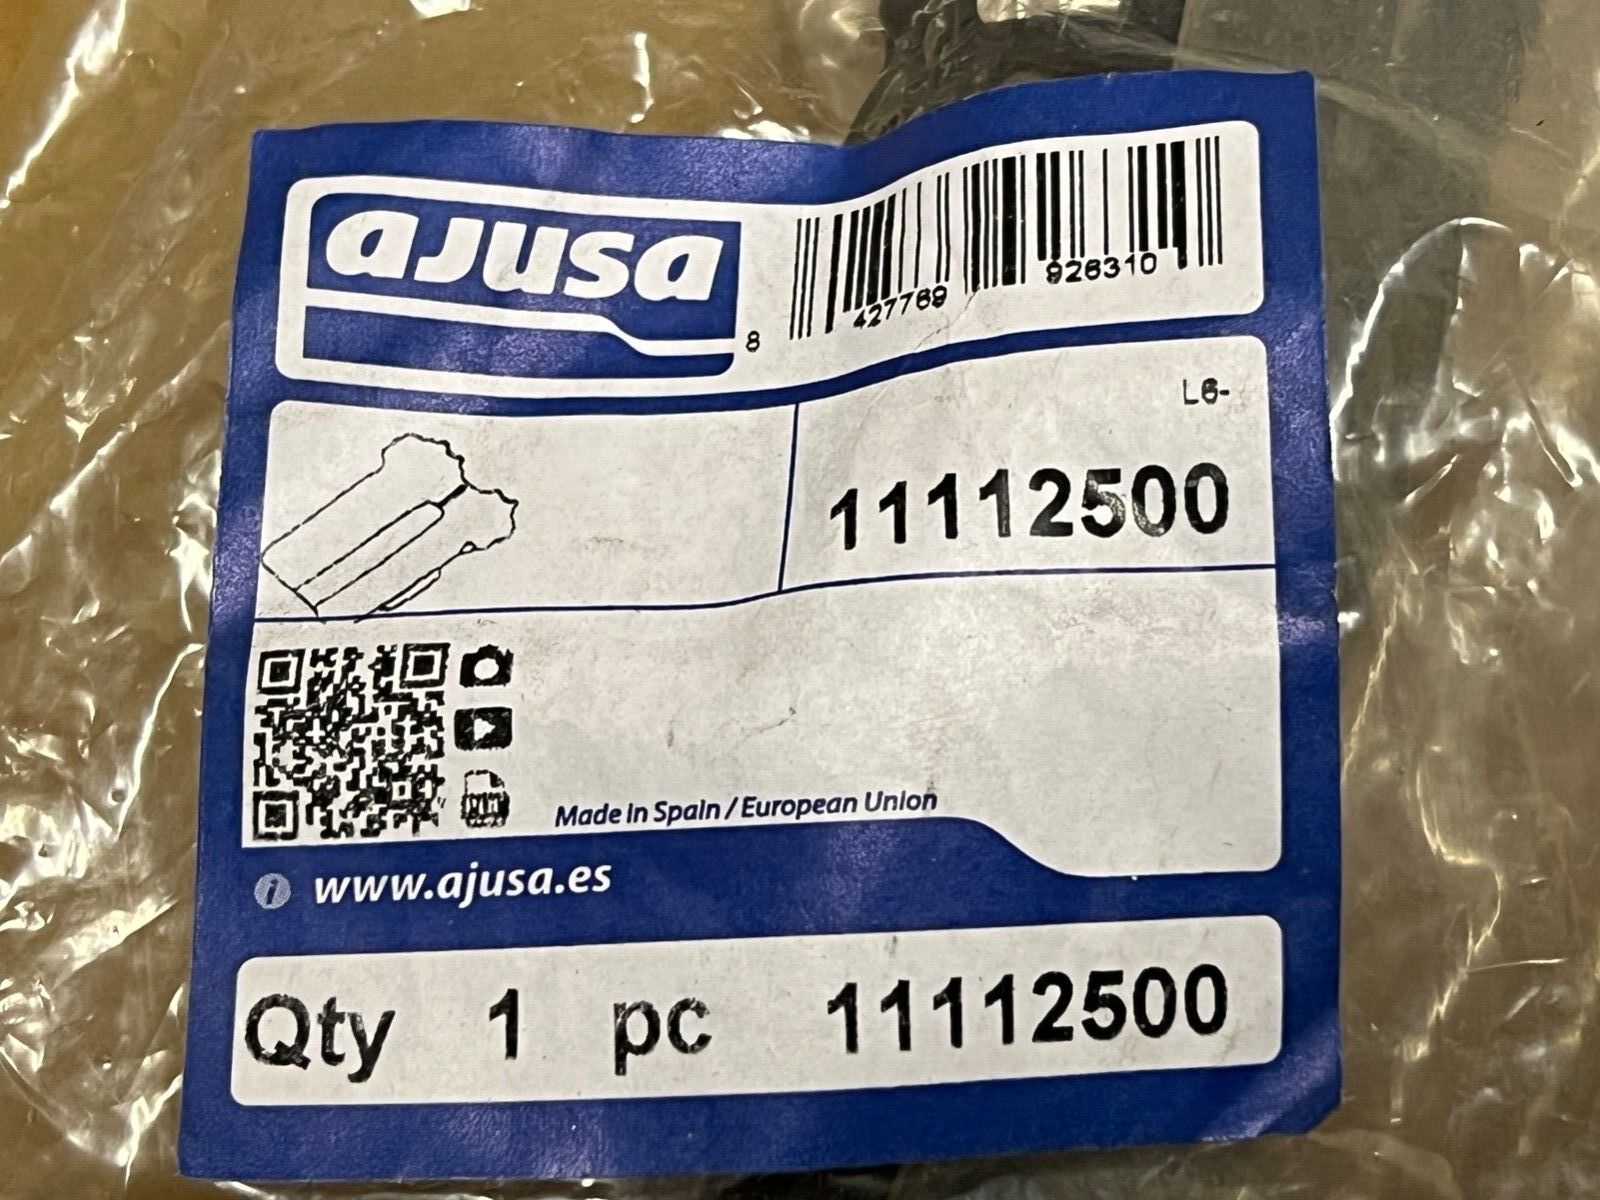 ajusa
8 427769 926310
L6-
11112500
Made in Spain / European Union
i www.ajusa.es
Qty 1 pc 11112500